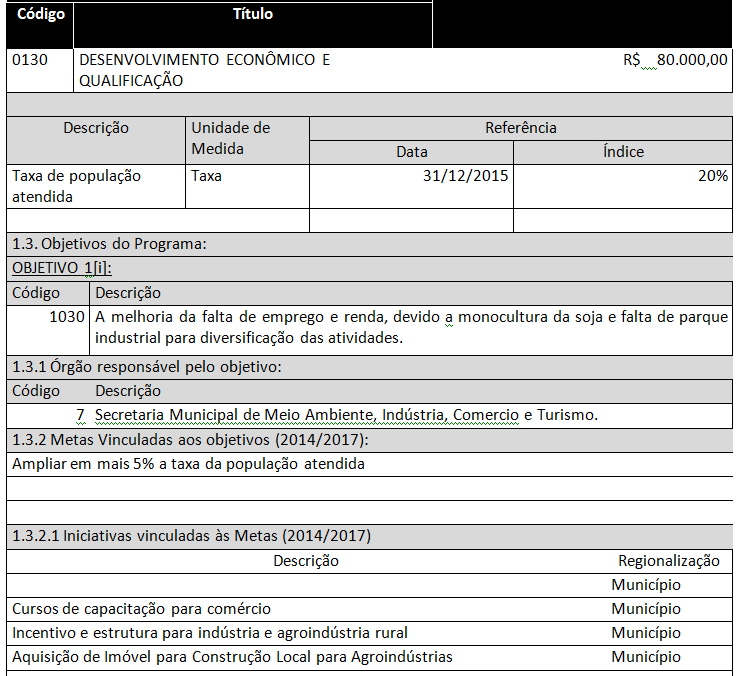 Código Título
0130 DESENVOLVIMENTO ECONÔMICO E R$ 80.000,00
QUALIFICAÇÃO
Descrição Unidade de Referência
Medida
Data Índice
Taxa de população Taxa 31/12/2015 20%
atendida
1.3. Objetivos do Programa:
OBJETIVO 1[i]:
Código Descrição
1030 A melhoria da falta de emprego e renda, devido a monocultura da soja e falta de parque
industrial para diversificação das atividades.
1.3.1 Órgão responsável pelo objetivo:
Código Descrição
7 Secretaria Municipal de Meio Ambiente, Indústria, Comercio e Turismo.
1.3.2 Metas Vinculadas aos objetivos (2014/2017):
Ampliar em mais 5% a taxa da população atendida
1.3.2.1 Iniciativas vinculadas às Metas (2014/2017)
Descrição Regionalização
Município
Cursos de capacitação para comércio Município
Incentivo e estrutura para indústria e agroindústria rural Município
Aquisição de Imóvel para Construção Local para Agroindústrias Município